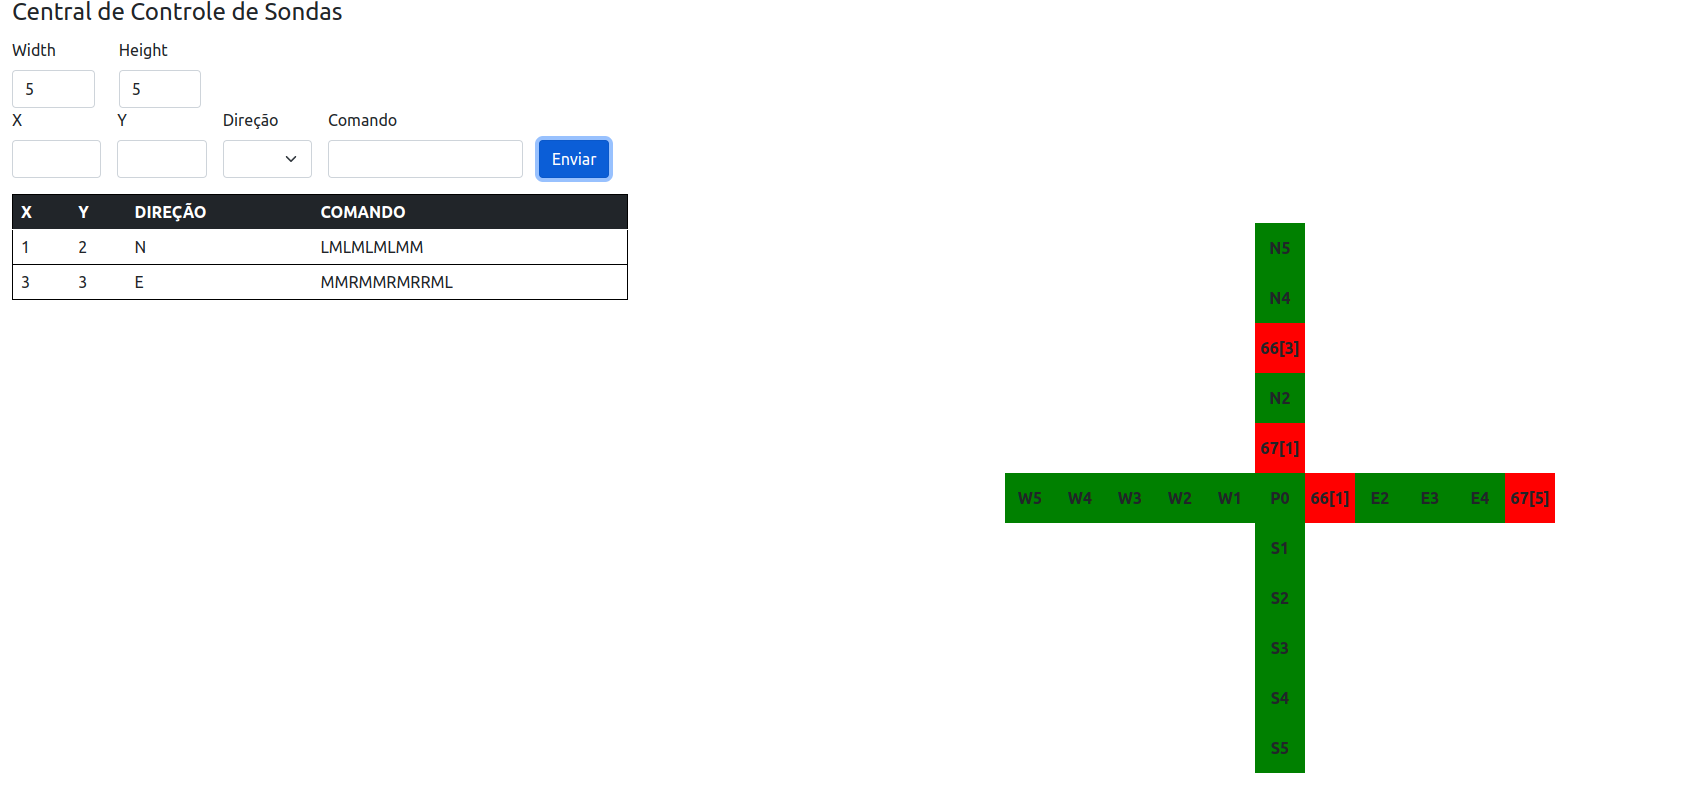 Central de Controle de Sondas
Width Height
5 5
X Y Direção Comando
Enviar
X Y DIREÇÃO COMANDO
1 2 N LMLMLMLMM
3 3 E MMRMMRMRRML
N5
N4
66[3]
N2
67[1]
W5 W4 W3 W2 W1 P0 66[1] E2 E3 E4 67[5]
S1
S2
S3
S4
S5